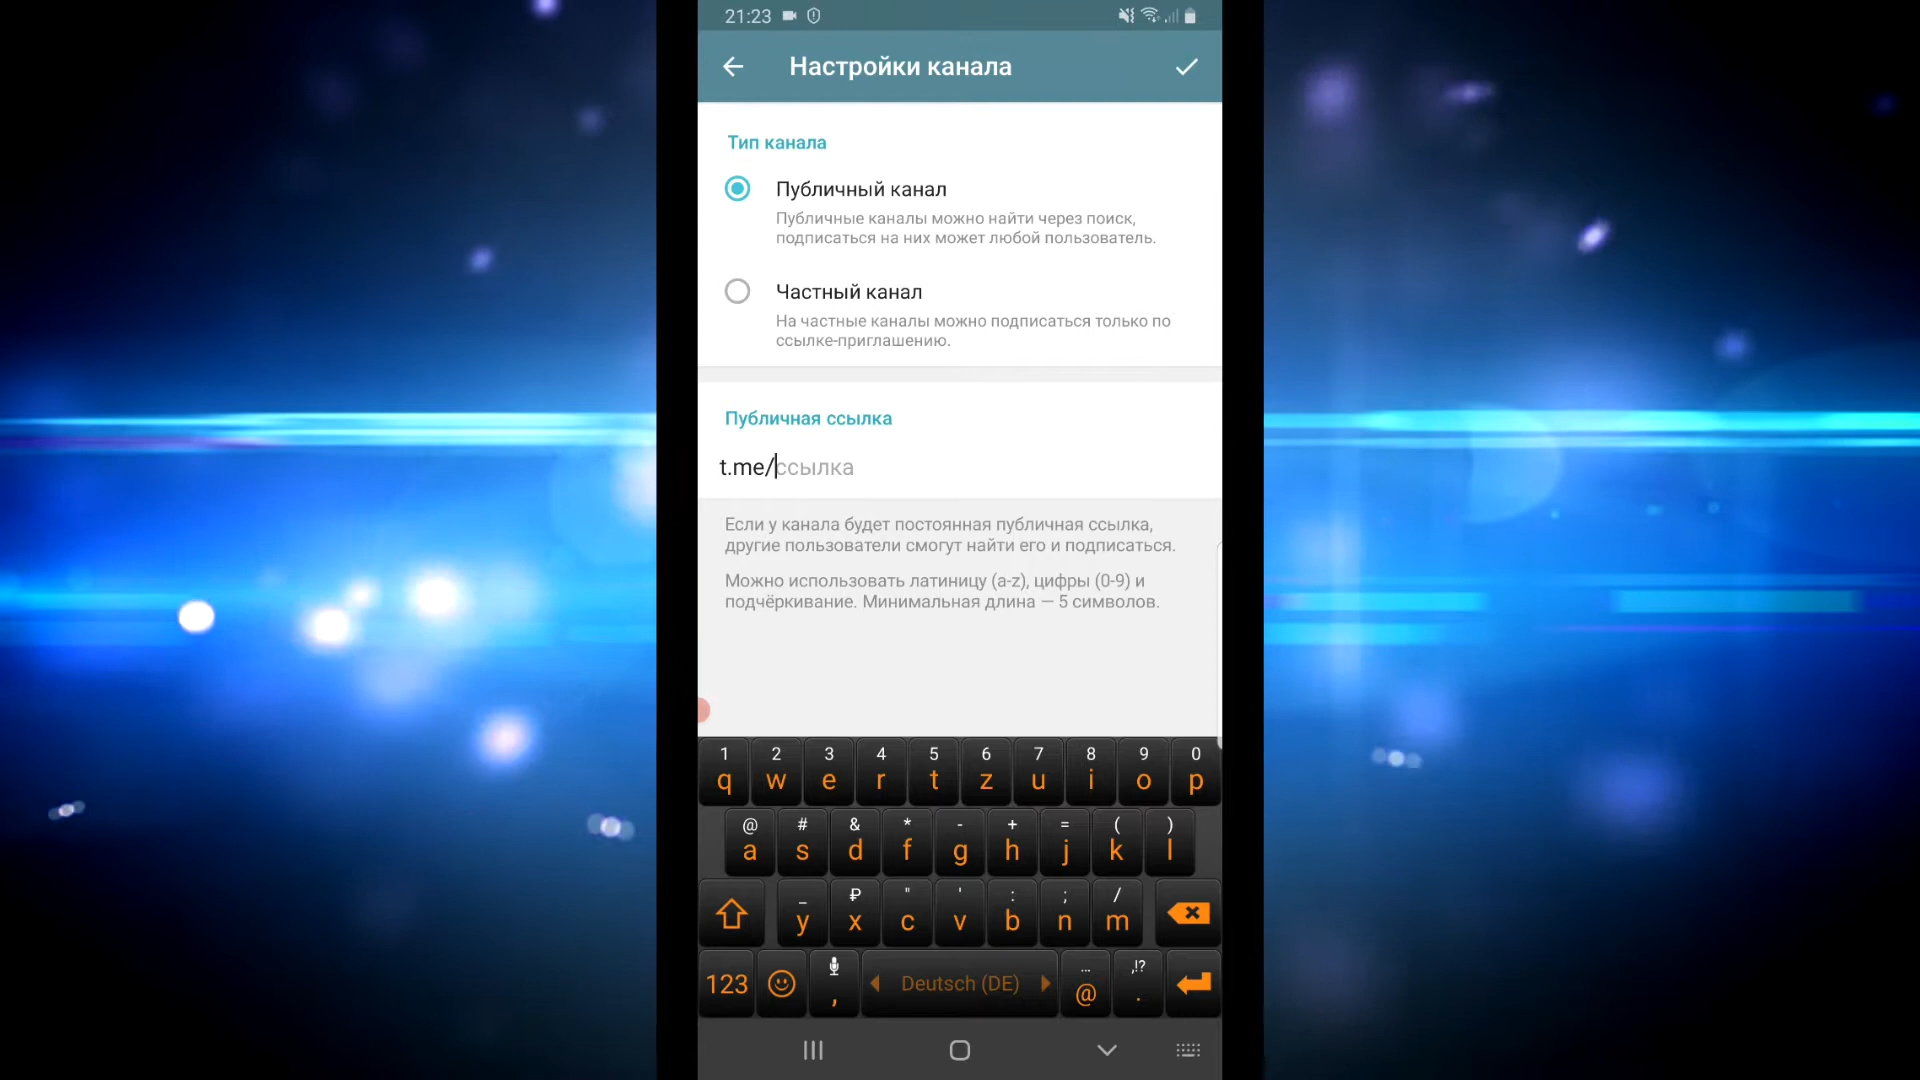 21:23
Настройки канала
Тип канала
Публичный канал
Публичные каналы можно найти через поиск,
подписаться на них может любой пользователь.
Частный канал
На частные каналы можно подписаться только по
ссылке-приглашению.
Публичная ссылка
t.me/ссылка
Если у канала будет постоянная публичная ссылка,
другие пользователи смогут найти его и подписаться.
Можно использовать латиницу (a-z), цифры (0-9) и
подчёркивание. Минимальная длина — 5 символов.
1 2 3 4 5 6 7 8 9 0
q w e r t z u i o p
@ # & * - + = ( )
a s d f g h j k l
_ ₽ " ' : ; /
y x c v b n m
... ,!?
123 , Deutsch (DE) @ .